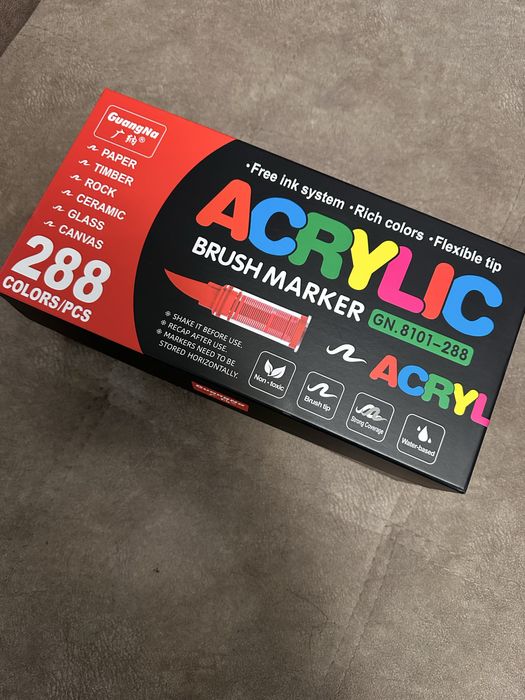 GuangNa
广纳®
PAPER
TIMBER
ROCK
CERAMIC
GLASS
CANVAS
288
COLORS/PCS
·Free ink system ·Rich colors ·Flexible tip
ACRYLIC
BRUSH MARKER
GN.8101-288
※ SHAKE IT BEFORE USE.
※ RECAP AFTER USE.
※ MARKERS NEED TO BE
STORED HORIZONTALLY.
Non-toxic
Brush tip
Strong Coverage
Water-based
ACRYL
GuangNa